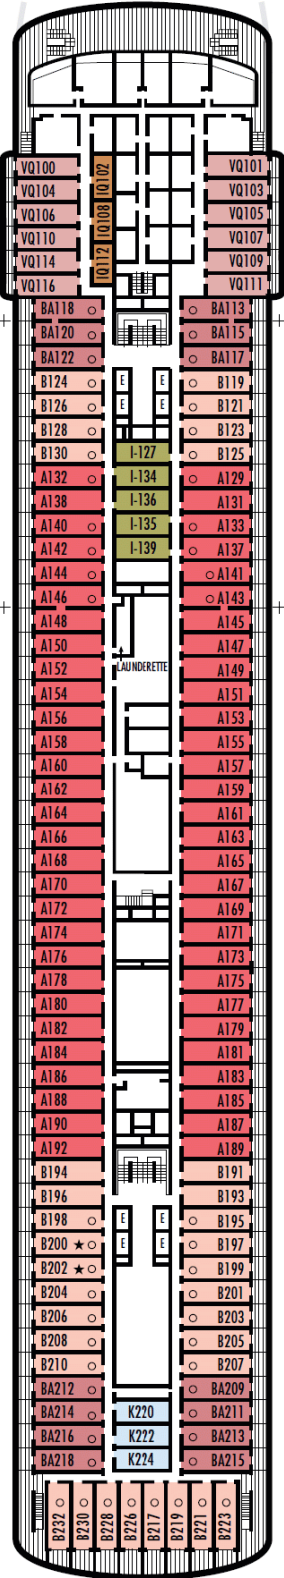 VQ100 IQ102 VQ101
VQ104 VQ103
VQ106 IQ108 VQ105
VQ110 VQ107
VQ114 IQ112 VQ109
VQ116 VQ111
BA118 BA113
BA120 BA115
BA122 BA117
B124 E E B119
B126 E E B121
B128 B123
B130 I-127 B125
A132 I-134 A129
A138 I-136 A131
A140 I-135 A133
A142 I-139 A137
A144 A141
A146 A143
A148 A145
A150 A147
A152 LAUNDERETTE A149
A154 A151
A156 A153
A158 A155
A160 A157
A162 A159
A164 A161
A166 A163
A168 A165
A170 A167
A172 A169
A174 A171
A176 A173
A178 A175
A180 A177
A182 A179
A184 A181
A186 A183
A188 A185
A190 A187
A192 A189
B194 B191
B196 B193
B198 E E B195
B200 ★ E E B197
B202 ★ B199
B204 B201
B206 B203
B208 B205
B210 B207
BA212 BA209
BA214 K220 BA211
BA216 K222 BA213
BA218 K224 BA215
B232 B230 B228 B226 B217 B219 B221 B223